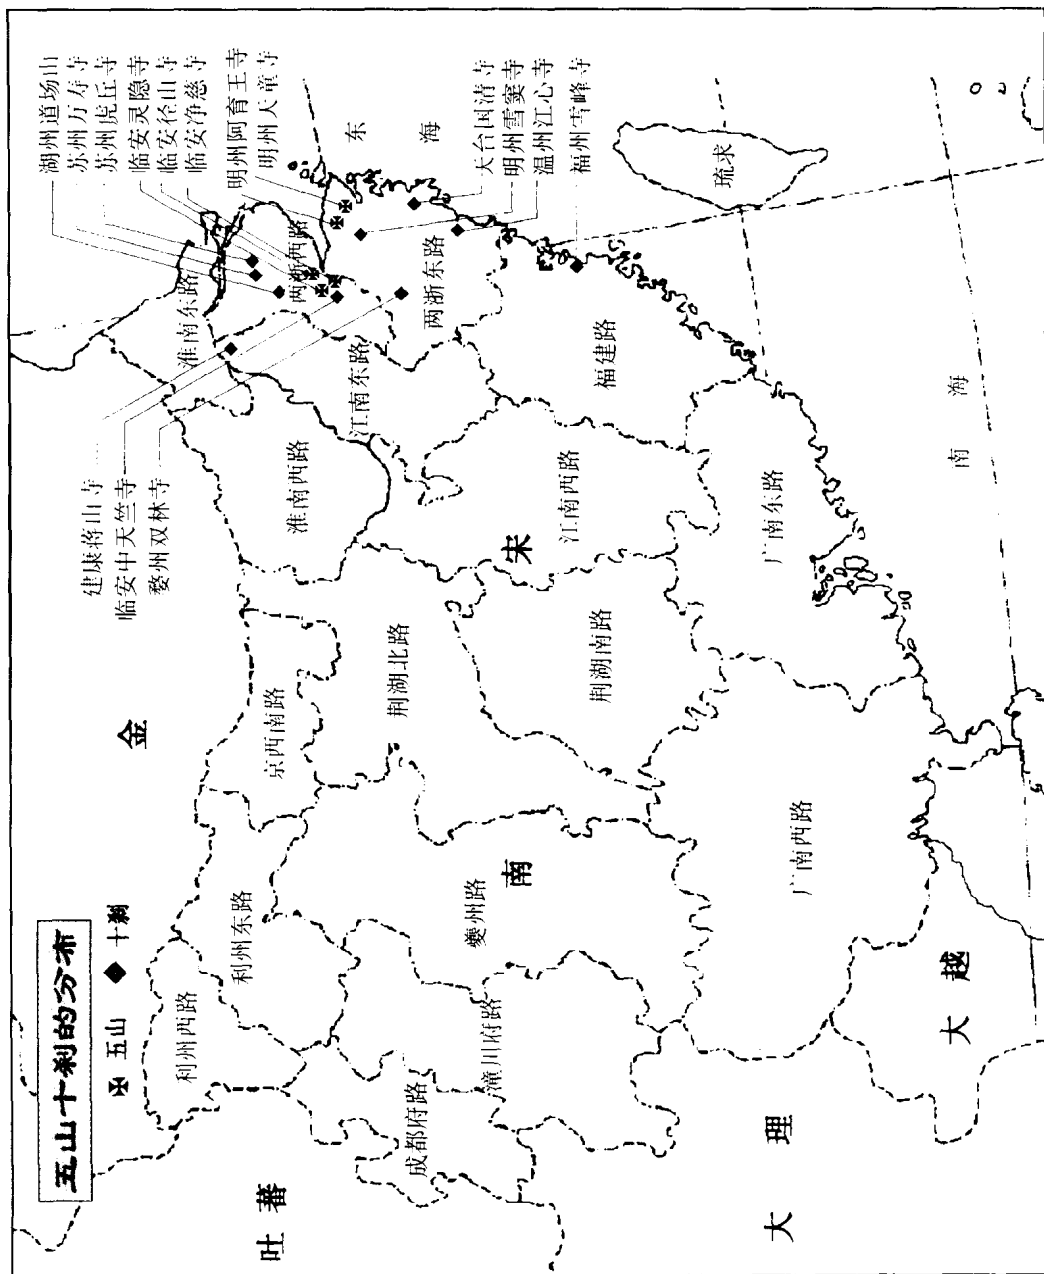 五山十刹的分布
五山
十刹
湖州道场山
苏州万寿寺
苏州虎丘寺
临安灵隐寺
临安径山寺
临安净慈寺
明州阿育王寺
明州天童寺
天台国清寺
明州雪窦寺
温州江心寺
福州雪峰寺
建康蒋山寺
临安中天竺寺
婺州双林寺
东海
南海
琉求
金
南宋
吐蕃
大理
大越
淮南东路
两浙西路
两浙东路
江南东路
福建路
淮南西路
江南西路
广南东路
京西南路
荆湖北路
荆湖南路
利州西路
利州东路
夔州路
广南西路
成都府路
潼川府路